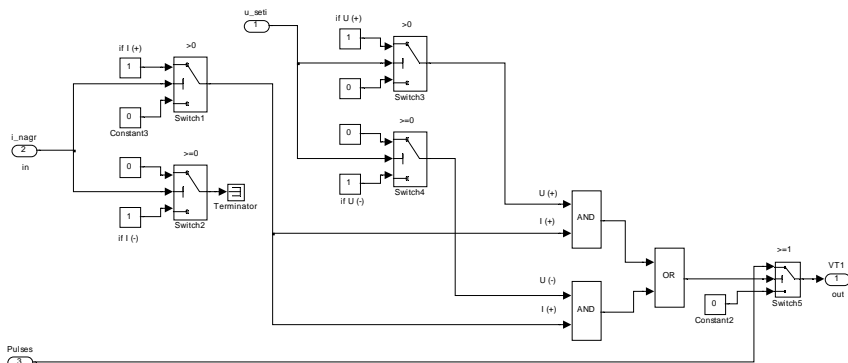 u_seti
1
if U (+)
>0
1
if I (+)
>0
1
0
Switch3
0
Constant3
Switch1
>=0
0
i_nagr
2
in
>=0
0
1
Switch4
if U (-)
Terminator
1
if I (-)
Switch2
U (+)
AND
I (+)
OR
>=1
VT1
1
out
U (-)
0
Switch5
Constant2
I (+)
AND
Pulses
3